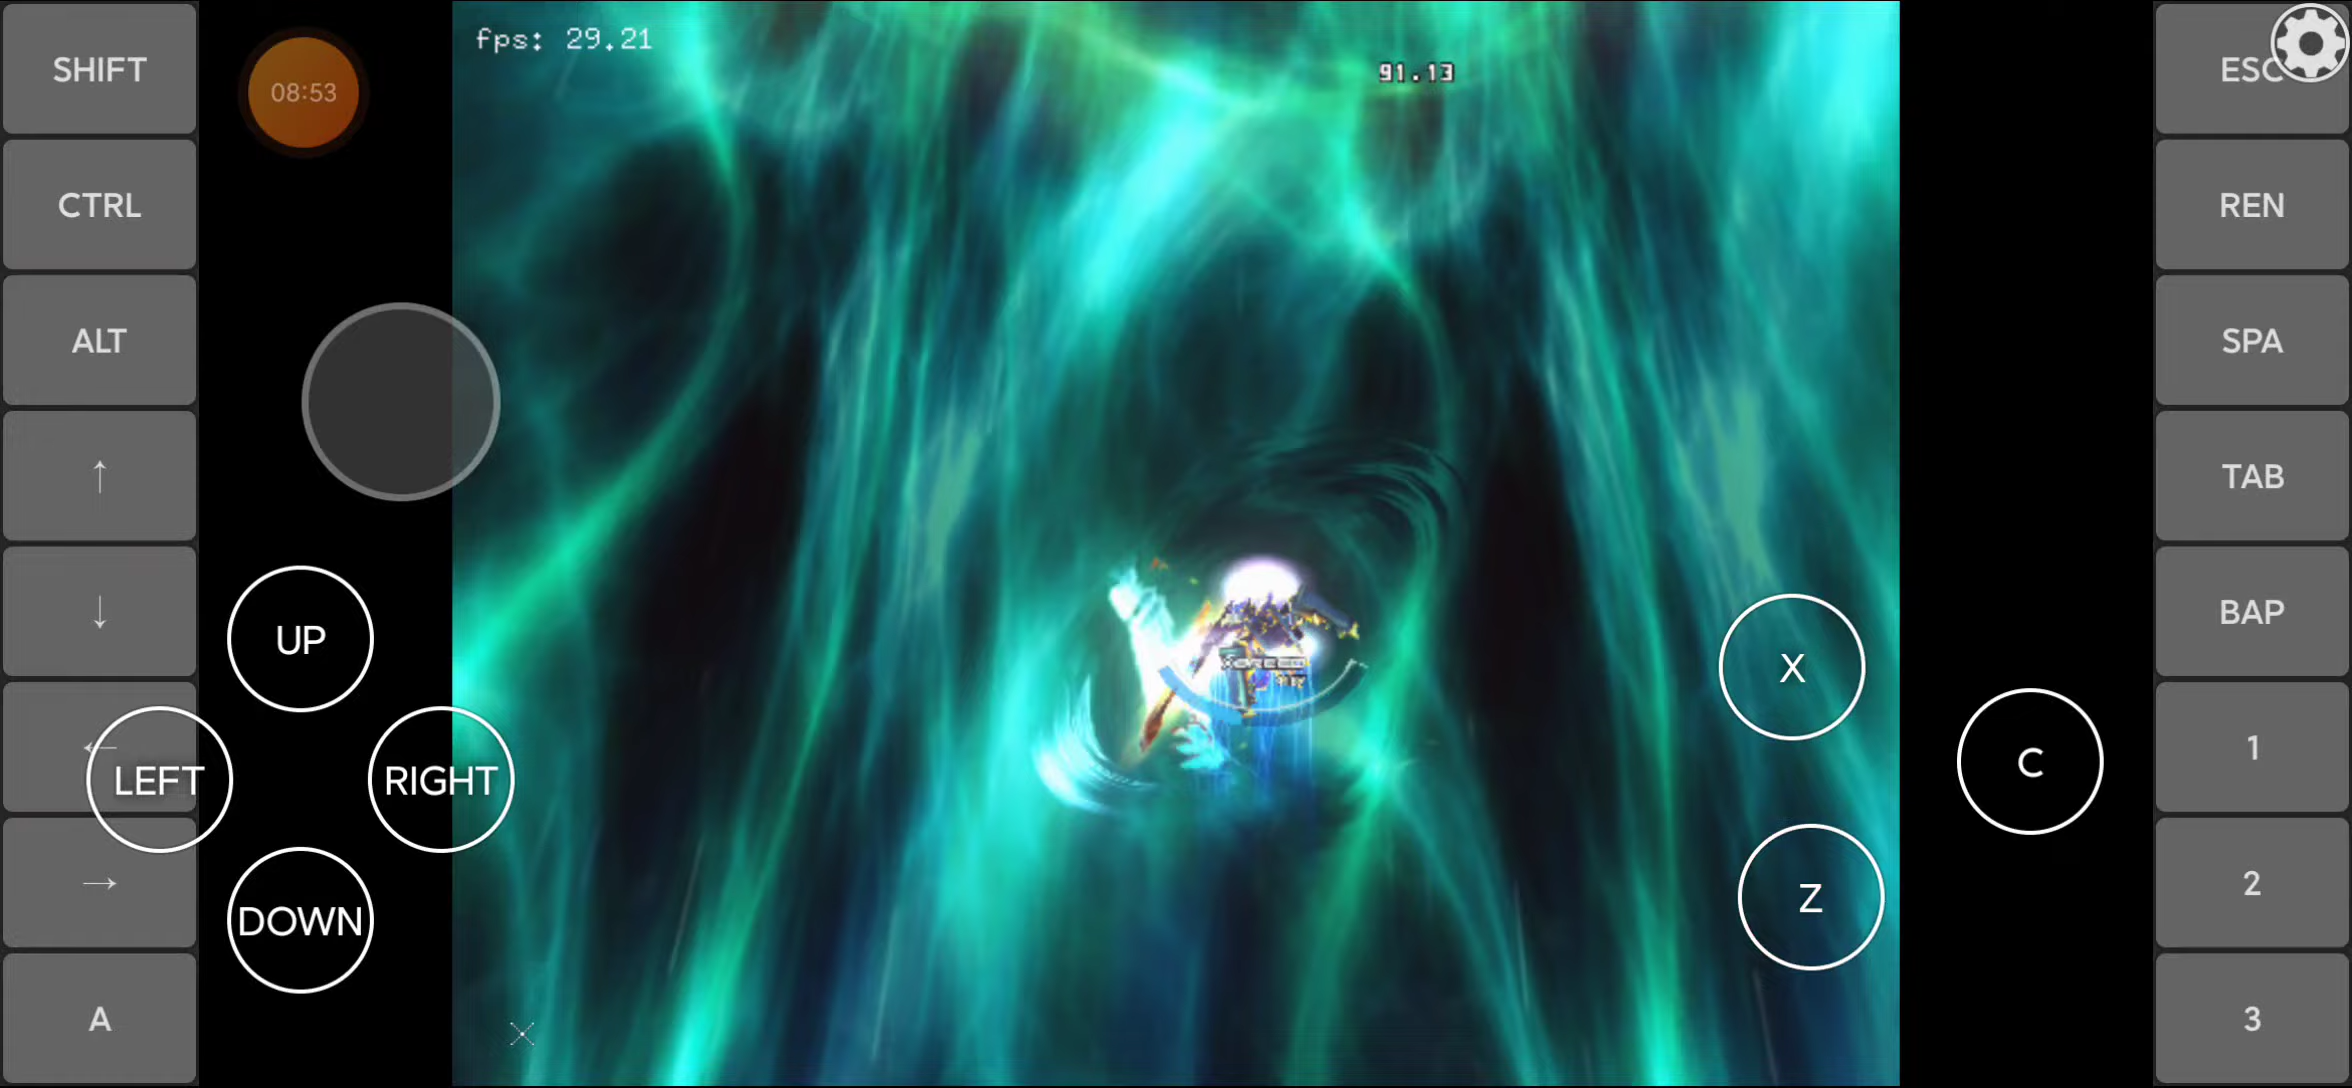 SHIFT
CTRL
ALT
↑
↓
←
→
A
08:53
UP
LEFT
RIGHT
DOWN
fps: 29.21
91.13
X
Z
C
ESC
REN
SPA
TAB
BAP
1
2
3